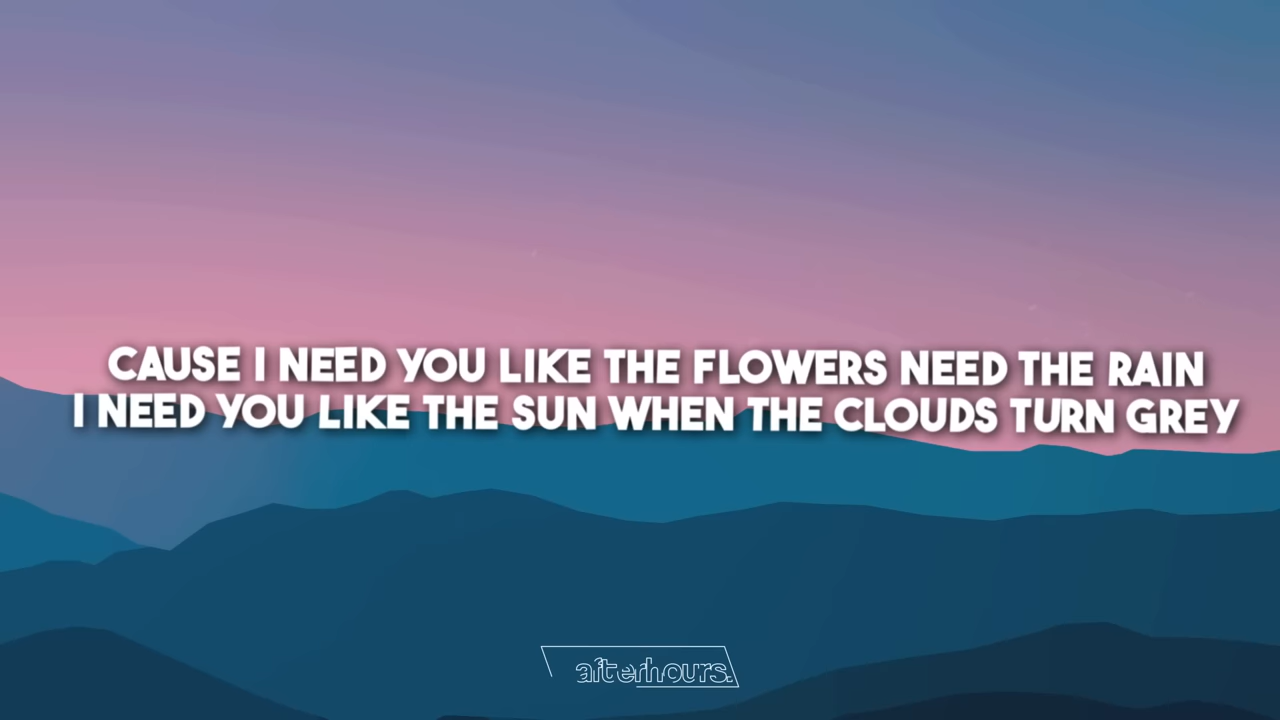 CAUSE I NEED YOU LIKE THE FLOWERS NEED THE RAIN
I NEED YOU LIKE THE SUN WHEN THE CLOUDS TURN GREY
afterhours.